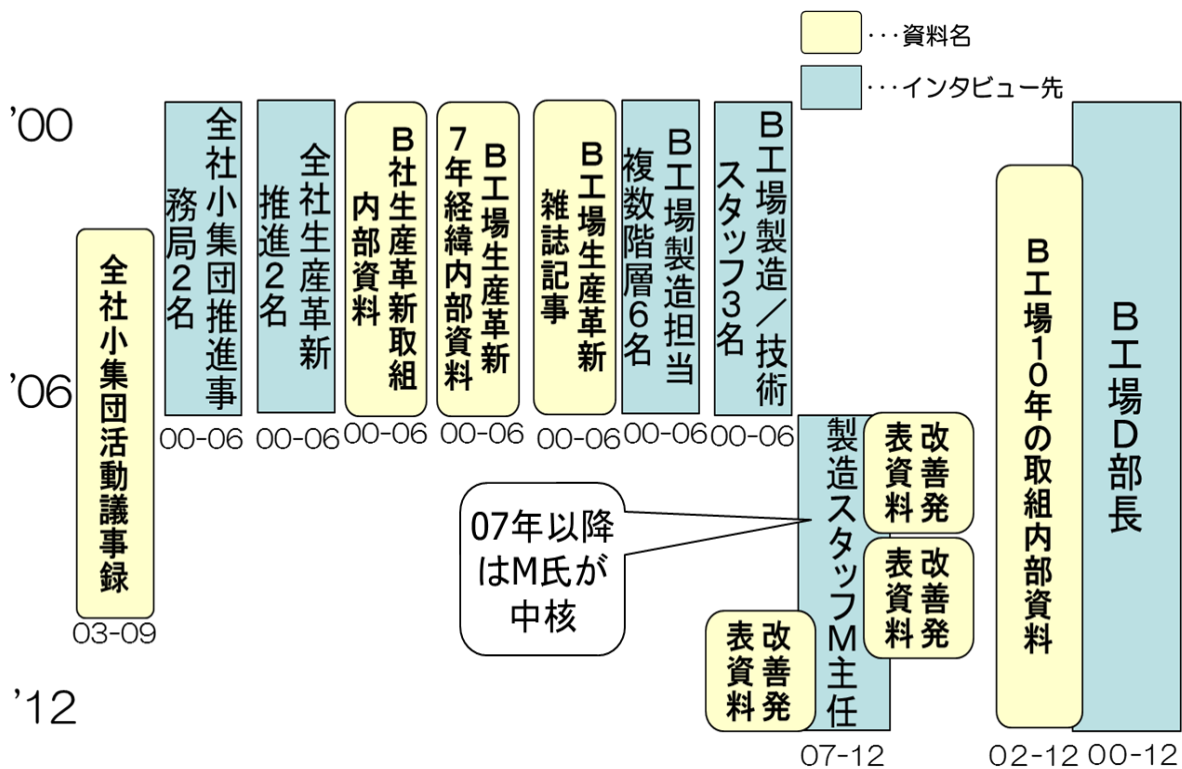 ･･･資料名
･･･インタビュー先
’00
’06
’12
全社小集団活動議事録
03-09
全社小集団推進事
務局2名
00-06
全社生産革新
推進2名
00-06
B社生産革新取組
内部資料
00-06
B工場生産革新
7年経緯内部資料
00-06
B工場生産革新
雑誌記事
00-06
B工場製造担当
複数階層6名
00-06
B工場製造/技術
スタッフ3名
00-06
07年以降
はM氏が
中核
製造スタッフM主任
07-12
改善発
表資料
改善発
表資料
改善発
表資料
B工場10年の取組内部資料
02-12
B工場D部長
00-12